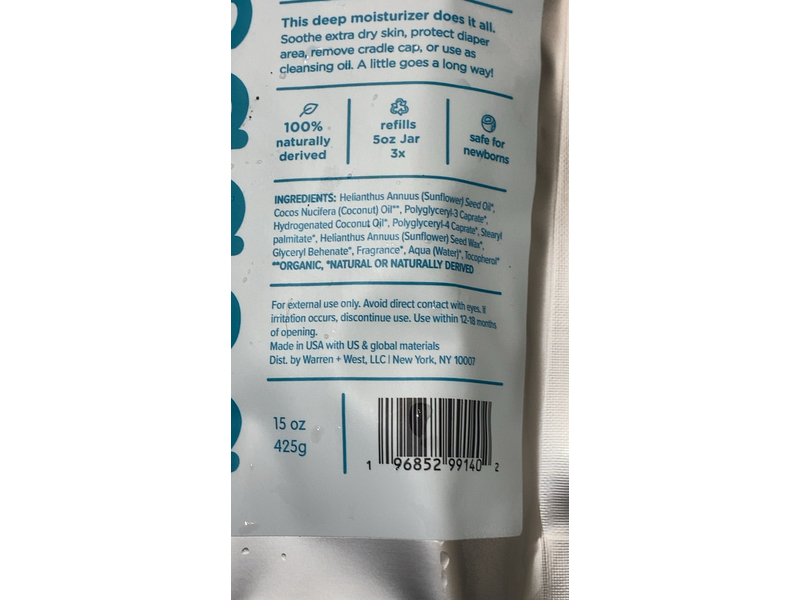 This deep moisturizer does it all.
Soothe extra dry skin, protect diaper
area, remove cradle cap, or use as
cleansing oil. A little goes a long way!
100%
naturally
derived
refills
5oz Jar
3x
safe for
newborns
INGREDIENTS: Helianthus Annuus (Sunflower) Seed Oil*,
Cocos Nucifera (Coconut) Oil**, Polyglyceryl-3 Caprate*,
Hydrogenated Coconut Oil*, Polyglyceryl-4 Caprate*, Stearyl
palmitate*, Helianthus Annuus (Sunflower) Seed Wax*,
Glyceryl Behenate*, Fragrance*, Aqua (Water)*, Tocopherol*
**ORGANIC, *NATURAL OR NATURALLY DERIVED
For external use only. Avoid direct contact with eyes. If
irritation occurs, discontinue use. Use within 12-18 months
of opening.
Made in USA with US & global materials
Dist. by Warren + West, LLC | New York, NY 10007
15 oz
425g
1 96852 99140 2